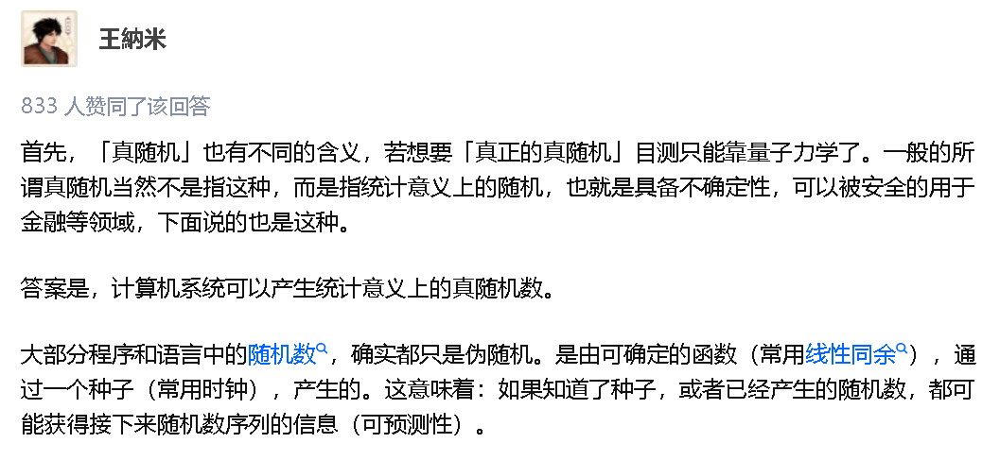 王納米
833 人赞同了该回答
首先，「真随机」也有不同的含义，若想要「真正的真随机」目测只能靠量子力学了。一般的所
谓真随机当然不是指这种，而是指统计意义上的随机，也就是具备不确定性，可以被安全的用于
金融等领域，下面说的也是这种。
答案是，计算机系统可以产生统计意义上的真随机数。
大部分程序和语言中的随机数，确实都只是伪随机。是由可确定的函数（常用线性同余），通
过一个种子（常用时钟），产生的。这意味着：如果知道了种子，或者已经产生的随机数，都可
能获得接下来随机数序列的信息（可预测性）。